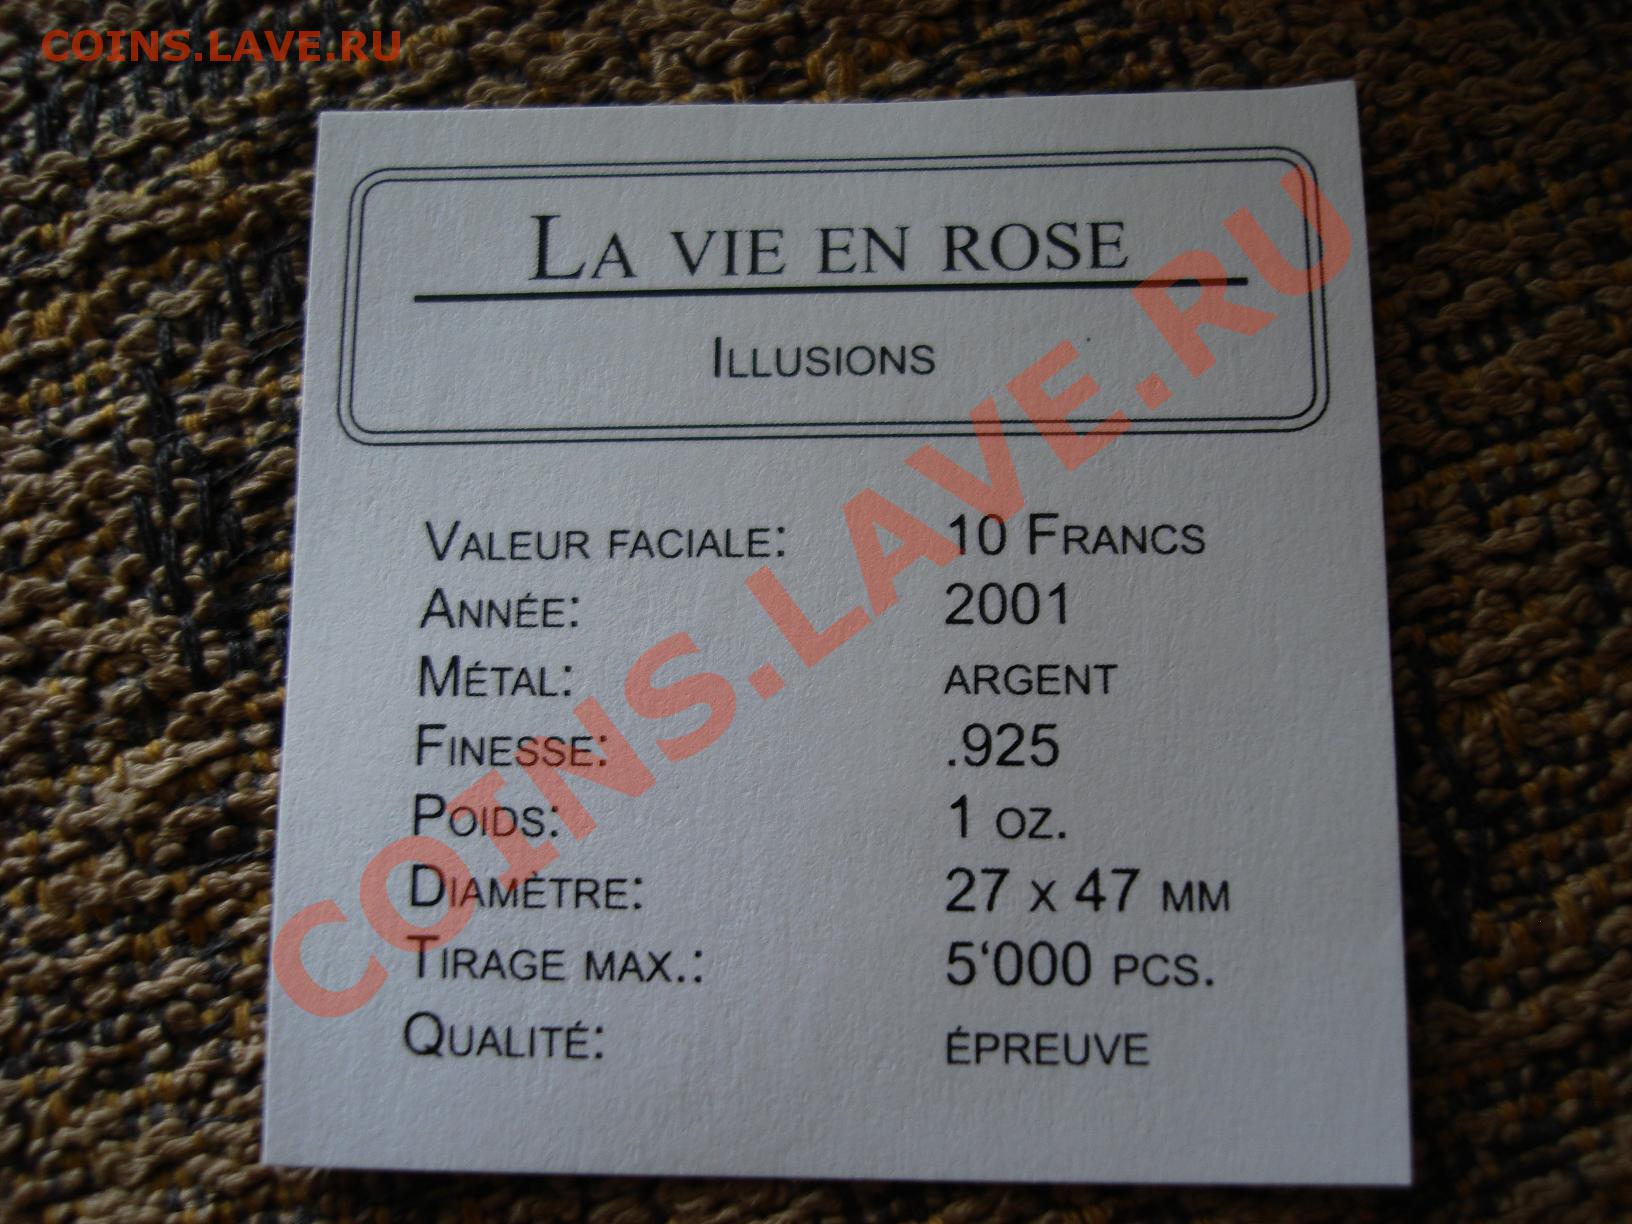 COINS.LAVE.RU
LA VIE EN ROSE
ILLUSIONS
VALEUR FACIALE: 10 FRANCS
ANNÉE: 2001
MÉTAL: ARGENT
FINESSE: .925
POIDS: 1 OZ.
DIAMÈTRE: 27 X 47 MM
TIRAGE MAX.: 5‘000 PCS.
QUALITÉ: ÉPREUVE
COINS.LAVE.RU